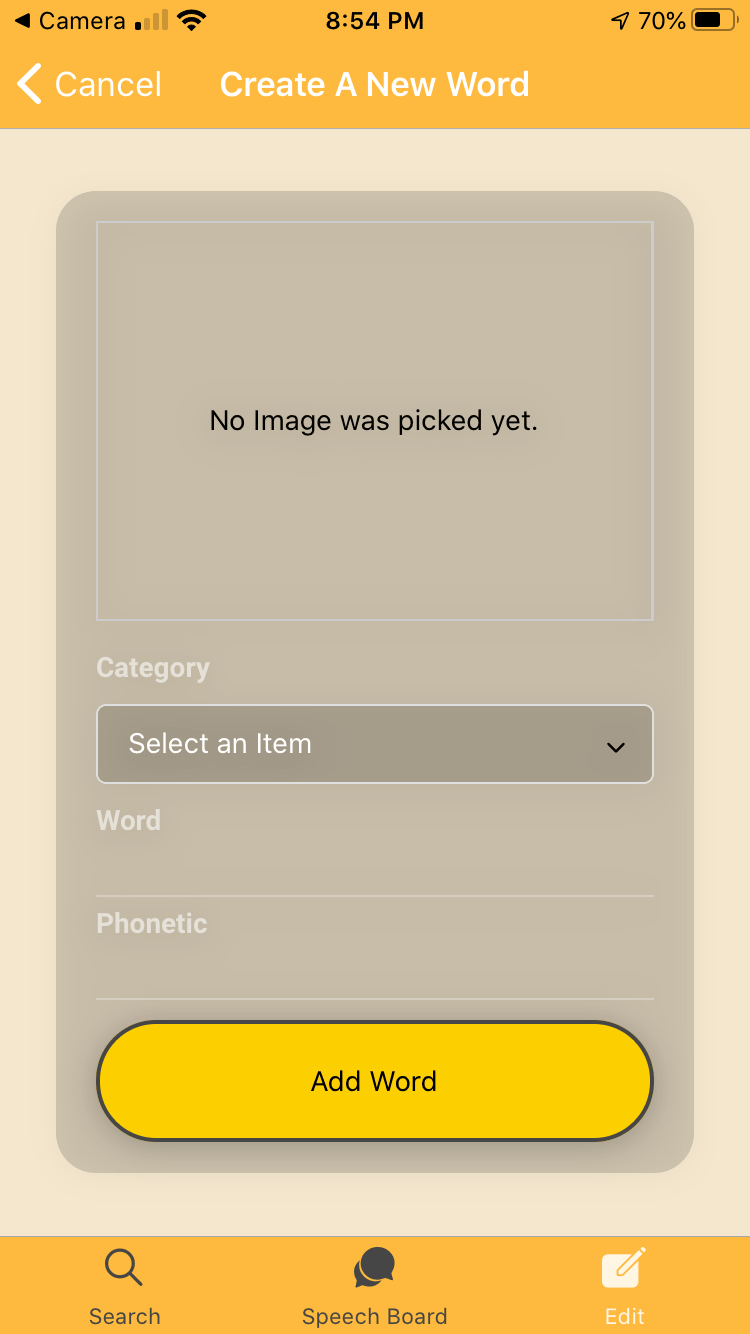 Camera 8:54 PM 70%
Cancel Create A New Word
No Image was picked yet.
Category
Select an Item
Word
Phonetic
Add Word
Search Speech Board Edit